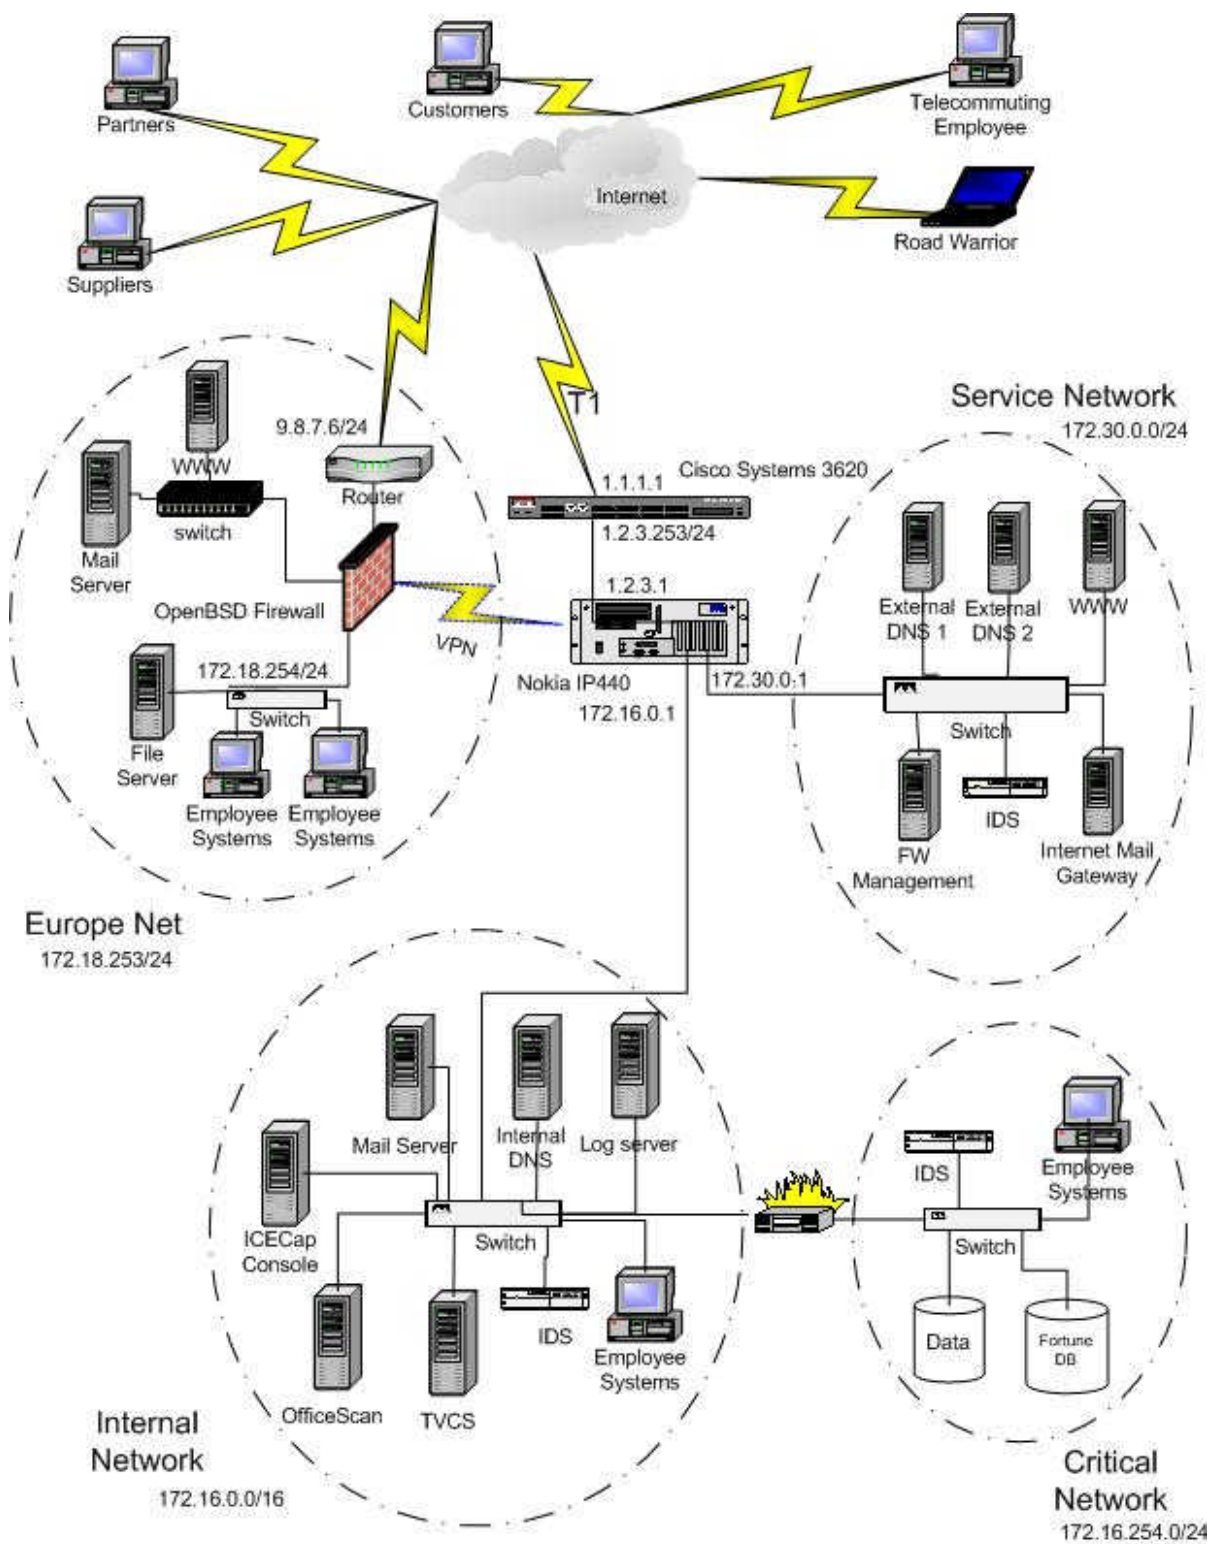 Partners
Customers
Telecommuting
Employee
Internet
Road Warrior
Suppliers
T1
Service Network
172.30.0.0/24
9.8.7.6/24
WWW
Router
switch
Mail
Server
OpenBSD Firewall
VPN
Cisco Systems 3620
1.1.1.1
1.2.3.253/24
1.2.3.1
Nokia IP440
172.16.0.1
172.30.0.1
External
DNS 1
External
DNS 2
WWW
Switch
FW
Management
IDS
Internet Mail
Gateway
172.18.254/24
Switch
File
Server
Employee
Systems
Employee
Systems
Europe Net
172.18.253/24
Mail Server
Internal
DNS
Log server
ICECap
Console
Switch
IDS
Employee
Systems
OfficeScan
TVCS
Internal
Network
172.16.0.0/16
IDS
Employee
Systems
Switch
Data
Fortune
DB
Critical
Network
172.16.254.0/24